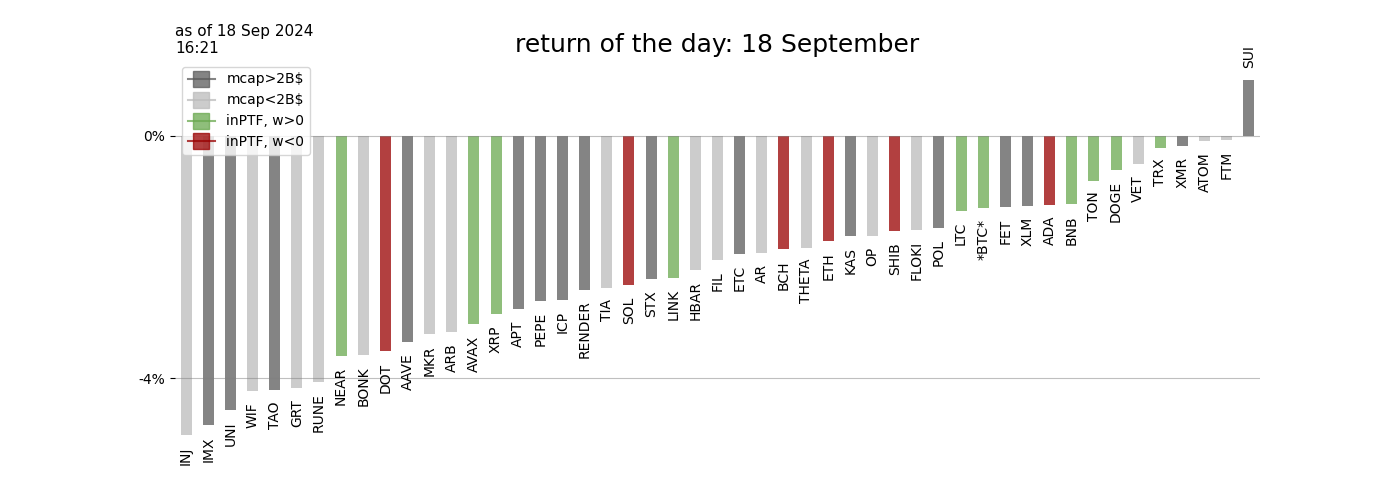 as of 18 Sep 2024
16:21
return of the day: 18 September
mcap>2B$
mcap<2B$
inPTF, w>0
inPTF, w<0
0%
-4%
INJ
IMX
UNI
WIF
TAO
GRT
RUNE
NEAR
BONK
DOT
AAVE
MKR
ARB
AVAX
XRP
APT
PEPE
ICP
RENDER
TIA
SOL
STX
LINK
HBAR
FIL
ETC
AR
BCH
THETA
ETH
KAS
OP
SHIB
FLOKI
POL
LTC
*BTC*
FET
XLM
ADA
BNB
TON
DOGE
VET
TRX
XMR
ATOM
FTM
SUI